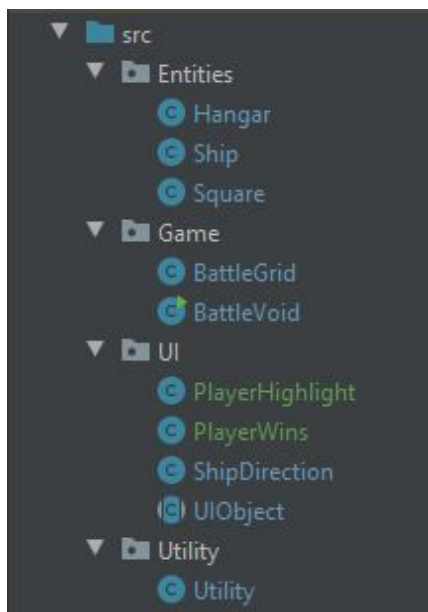 src
Entities
Hangar
Ship
Square
Game
BattleGrid
BattleVoid
UI
PlayerHighlight
PlayerWins
ShipDirection
UIObject
Utility
Utility